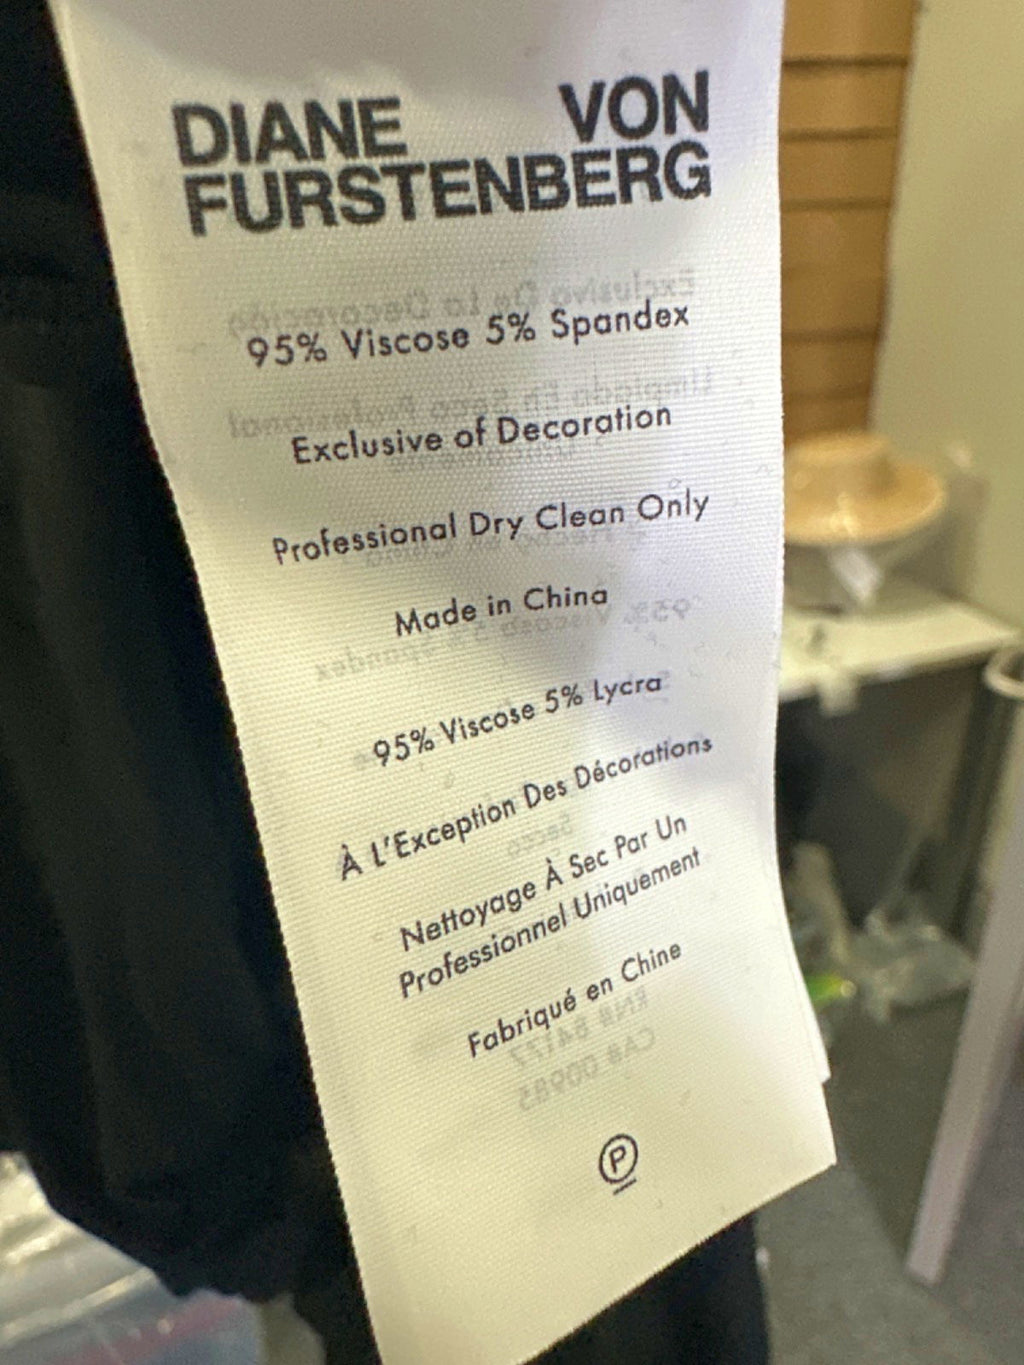 DIANE VON
FURSTENBERG
95% Viscose 5% Spandex
Exclusive of Decoration
Professional Dry Clean Only
Made in China
95% Viscose 5% Lycra
À L'Exception Des Décorations
Nettoyage À Sec Par Un
Professionnel Uniquement
Fabriqué en Chine
P